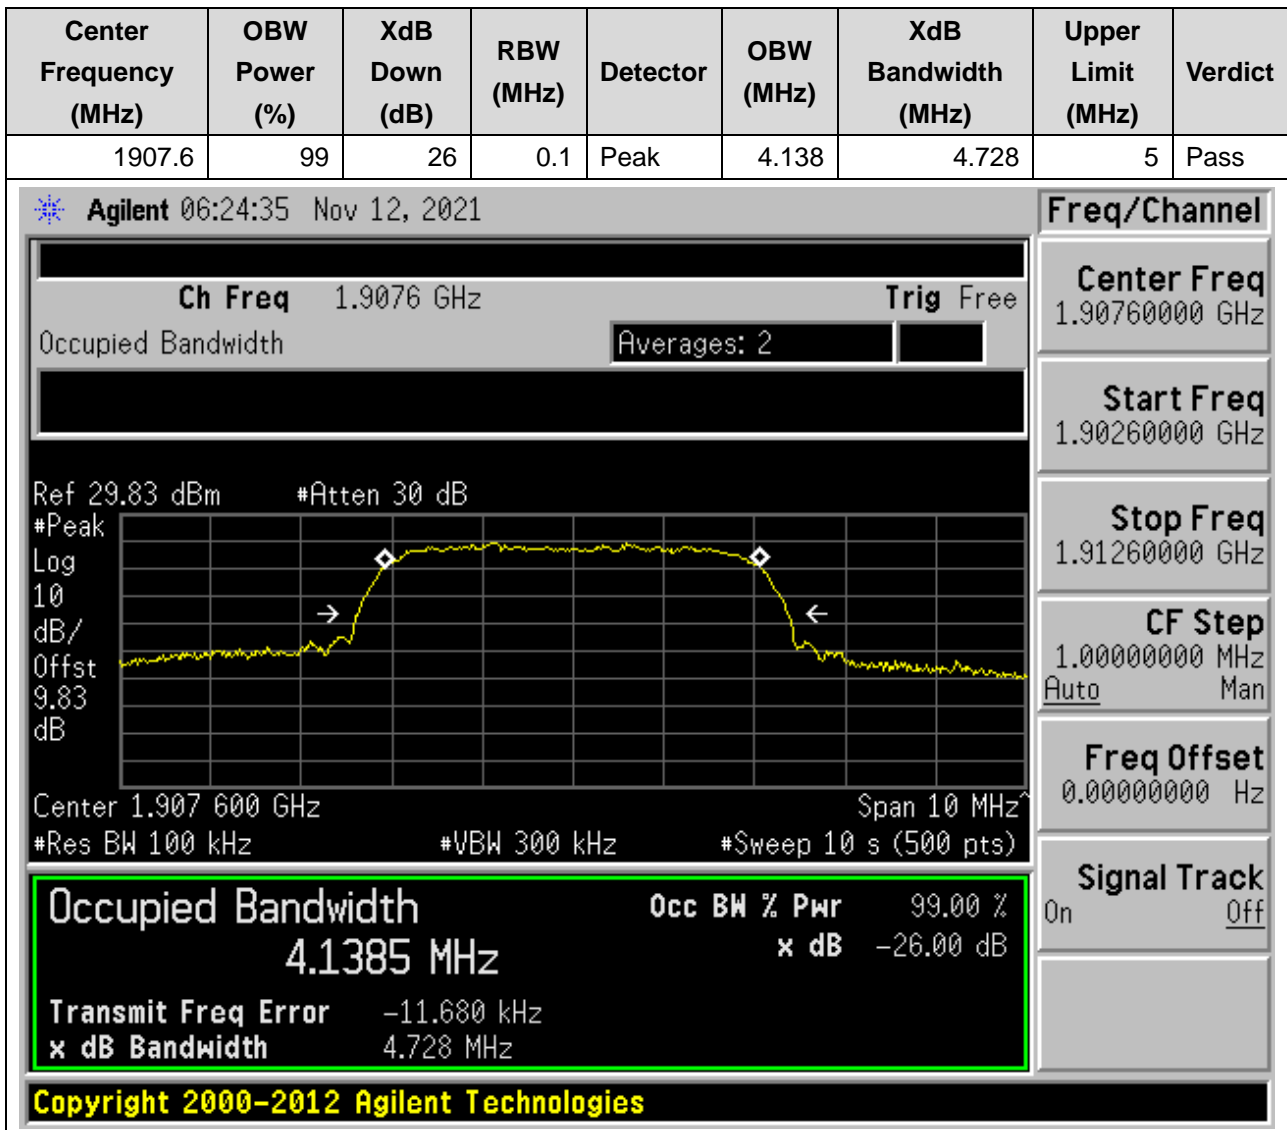 Center Frequency (MHz) OBW Power (%) XdB Down (dB) RBW (MHz) Detector OBW (MHz) XdB Bandwidth (MHz) Upper Limit (MHz) Verdict
1907.6 99 26 0.1 Peak 4.138 4.728 5 Pass
Agilent 06:24:35 Nov 12, 2021
Freq/Channel
Ch Freq 1.9076 GHz Trig Free
Occupied Bandwidth Averages: 2
Ref 29.83 dBm #Atten 30 dB
#Peak
Log
10
dB/
Offst
9.83
dB
Center 1.907 600 GHz Span 10 MHz^
#Res BW 100 kHz #VBW 300 kHz #Sweep 10 s (500 pts)
Occupied Bandwidth Occ BW % Pwr 99.00 %
4.1385 MHz x dB -26.00 dB
Transmit Freq Error -11.680 kHz
x dB Bandwidth 4.728 MHz
Center Freq
1.90760000 GHz
Start Freq
1.90260000 GHz
Stop Freq
1.91260000 GHz
CF Step
1.00000000 MHz
Auto Man
Freq Offset
0.00000000 Hz
Signal Track
On Off
Copyright 2000-2012 Agilent Technologies